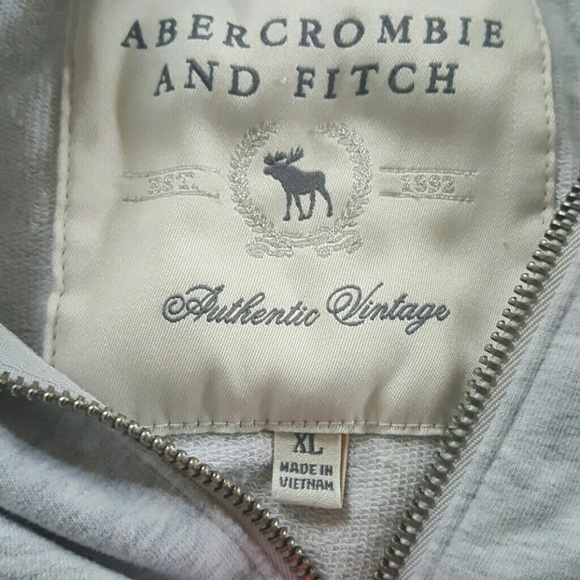 ABERCROMBIE
AND FITCH
EST. 1892
Authentic Vintage
XL
MADE IN
VIETNAM